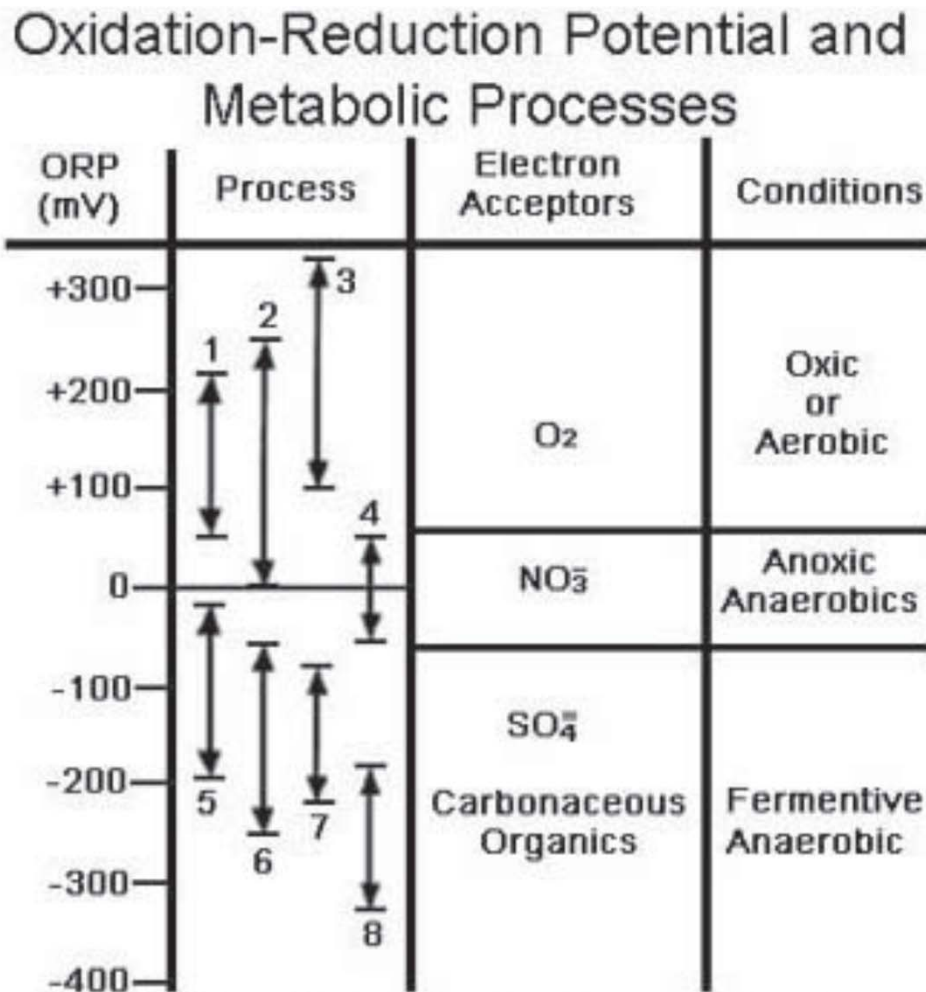 Oxidation-Reduction Potential and
Metabolic Processes
ORP
(mV)
Process
Electron
Acceptors
Conditions
+300
+200
+100
0
-100
-200
-300
-400
1
2
3
4
5
6
7
8
O₂
NO₃⁻
SO₄⁼
Carbonaceous
Organics
Oxic
or
Aerobic
Anoxic
Anaerobics
Fermentive
Anaerobic